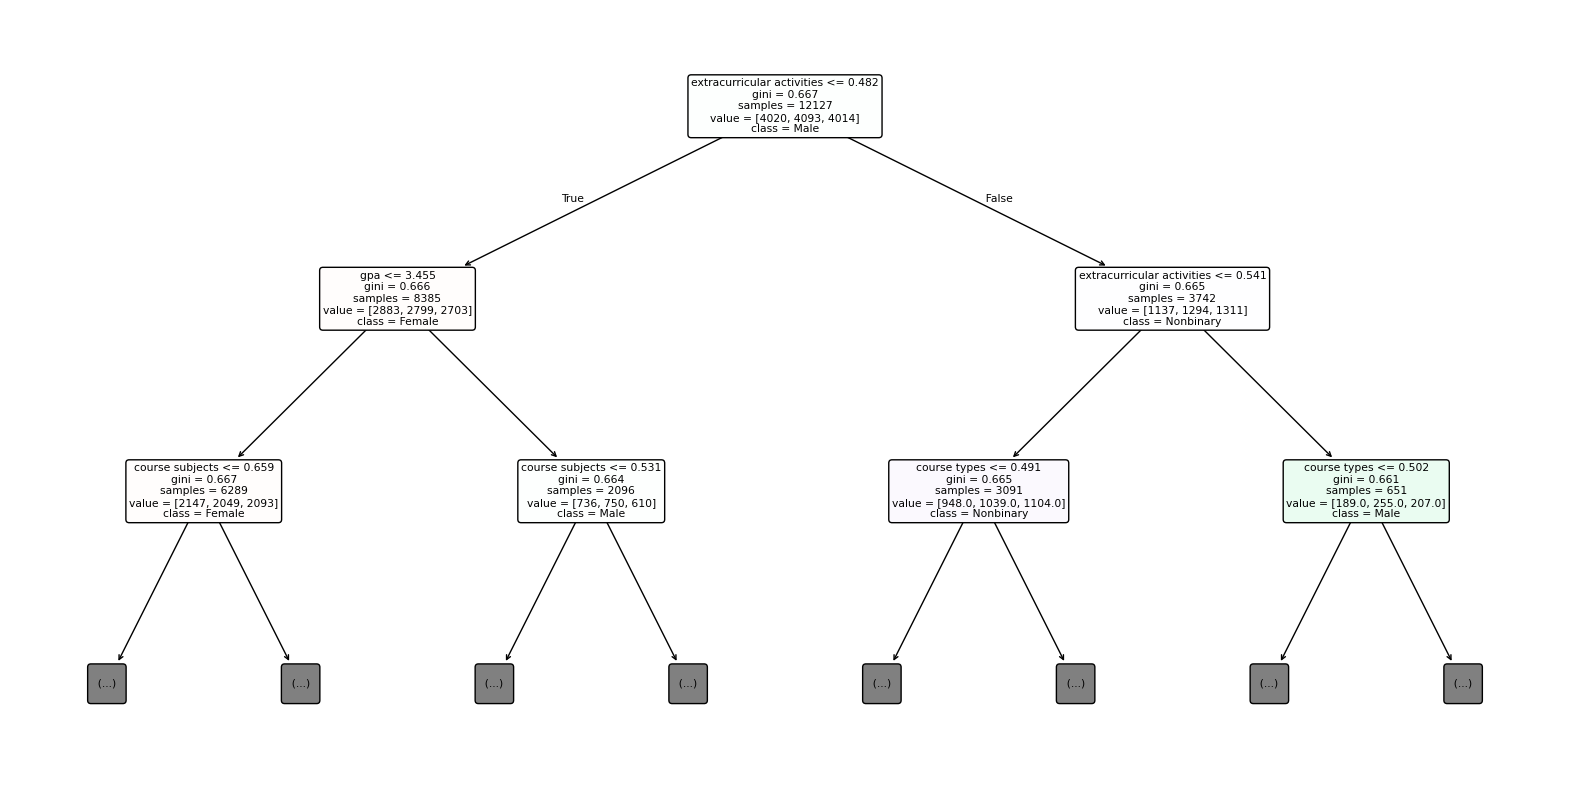 extracurricular activities <= 0.482
gini = 0.667
samples = 12127
value = [4020, 4093, 4014]
class = Male
True
False
gpa <= 3.455
gini = 0.666
samples = 8385
value = [2883, 2799, 2703]
class = Female
extracurricular activities <= 0.541
gini = 0.665
samples = 3742
value = [1137, 1294, 1311]
class = Nonbinary
course subjects <= 0.659
gini = 0.667
samples = 6289
value = [2147, 2049, 2093]
class = Female
course subjects <= 0.531
gini = 0.664
samples = 2096
value = [736, 750, 610]
class = Male
course types <= 0.491
gini = 0.665
samples = 3091
value = [948.0, 1039.0, 1104.0]
class = Nonbinary
course types <= 0.502
gini = 0.661
samples = 651
value = [189.0, 255.0, 207.0]
class = Male
(...)
(...)
(...)
(...)
(...)
(...)
(...)
(...)